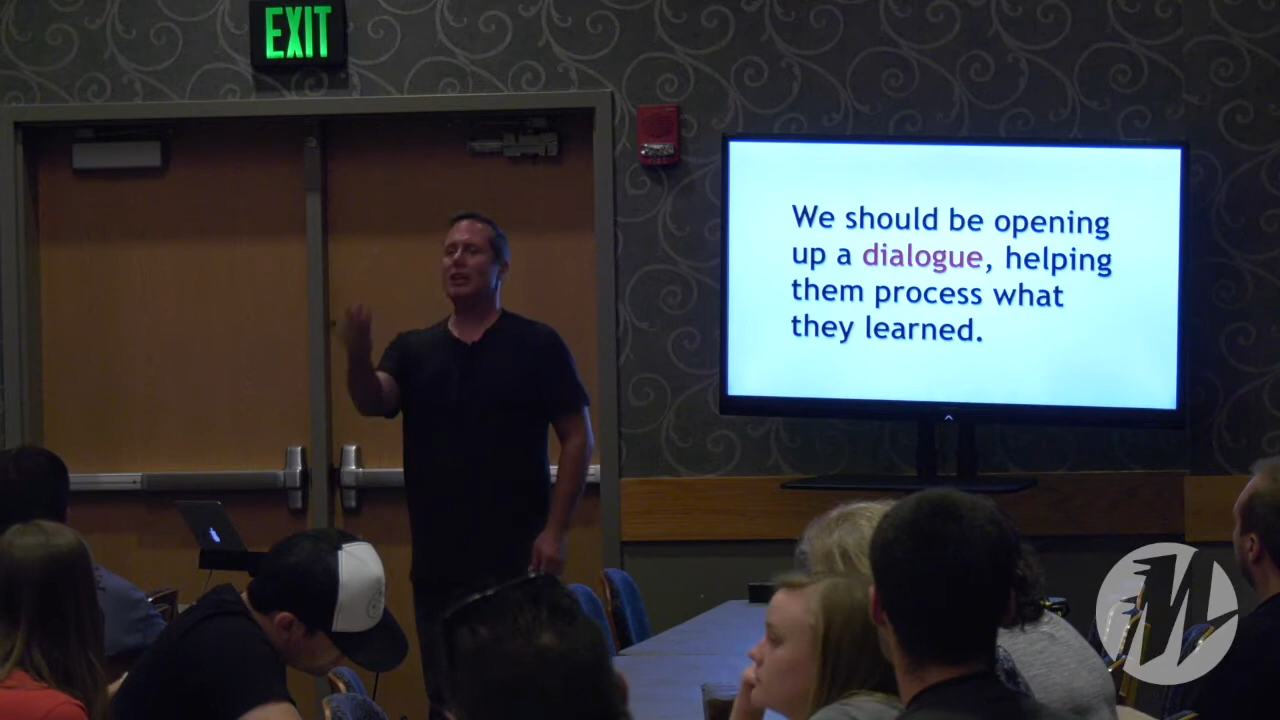 EXIT
We should be opening
up a dialogue, helping
them process what
they learned.
M